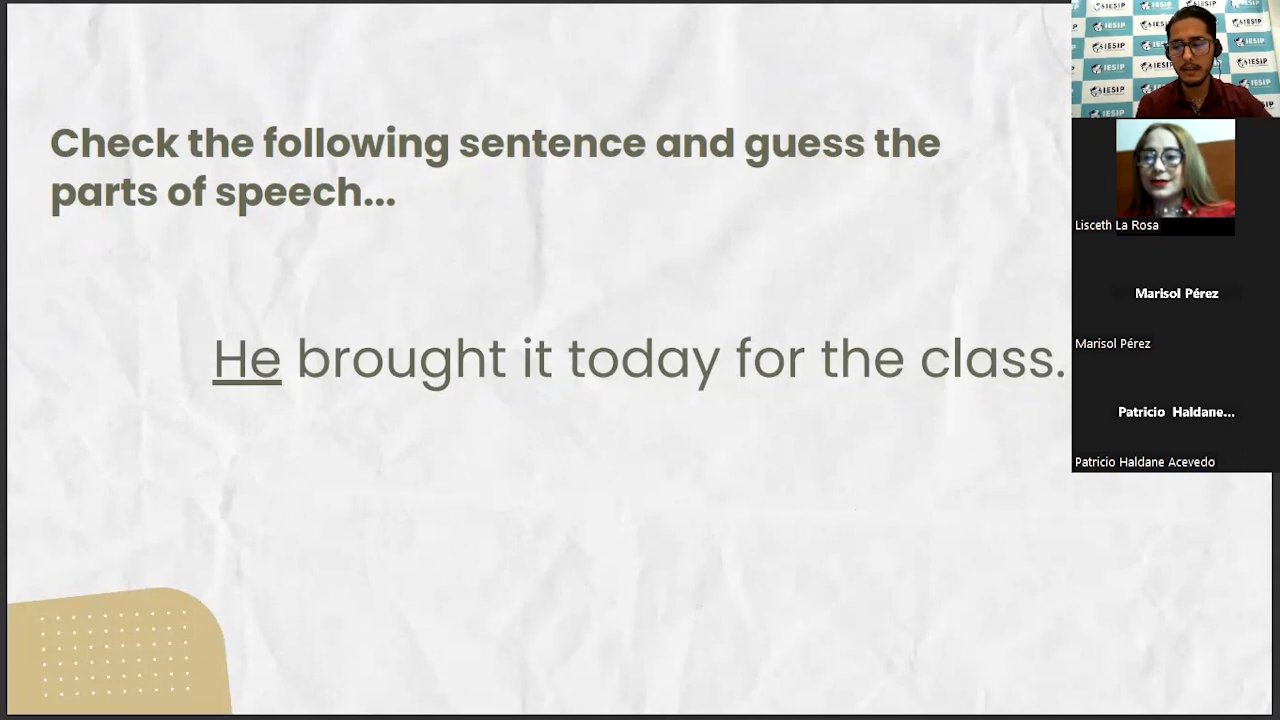 Check the following sentence and guess the
parts of speech...
He brought it today for the class.
IESIP
Lisceth La Rosa
Marisol Pérez
Marisol Pérez
Patricio Haldane...
Patricio Haldane Acevedo